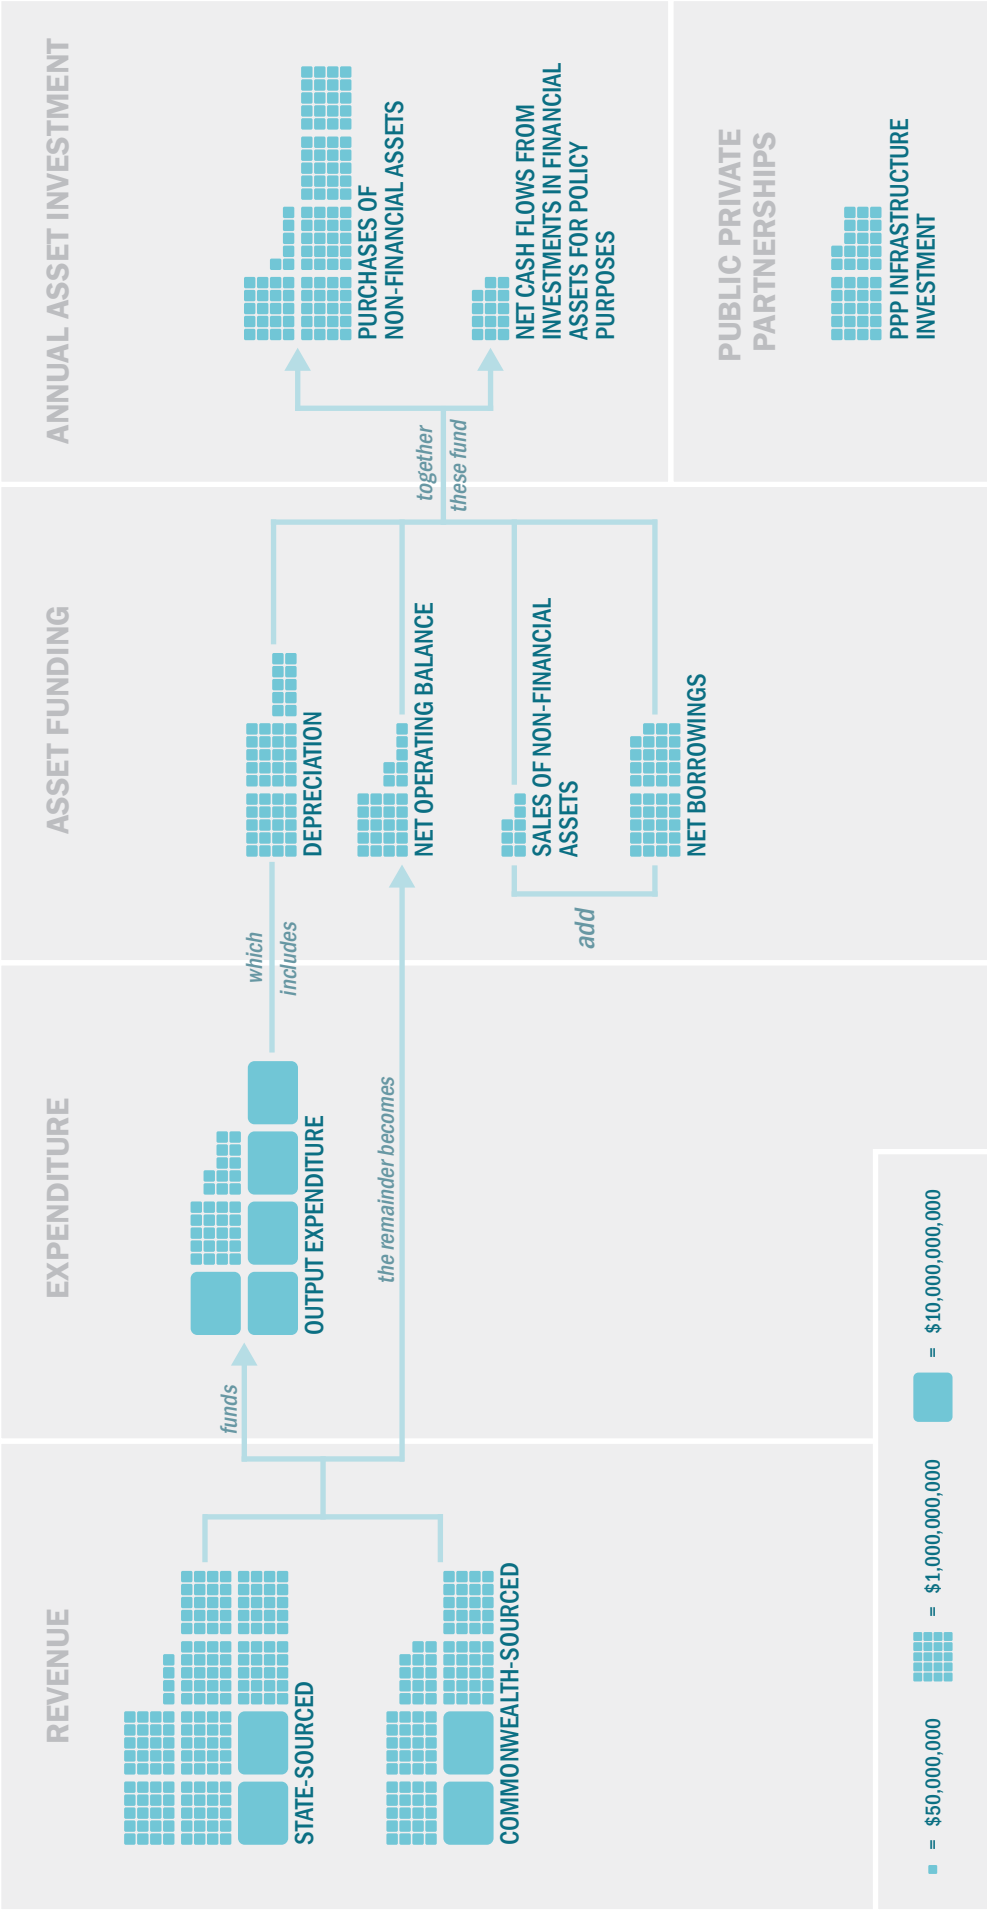 REVENUE
STATE-SOURCED
COMMONWEALTH-SOURCED
EXPENDITURE
funds
OUTPUT EXPENDITURE
the remainder becomes
which
includes
ASSET FUNDING
DEPRECIATION
NET OPERATING BALANCE
SALES OF NON-FINANCIAL
ASSETS
add
NET BORROWINGS
together
these fund
ANNUAL ASSET INVESTMENT
PURCHASES OF
NON-FINANCIAL ASSETS
NET CASH FLOWS FROM
INVESTMENTS IN FINANCIAL
ASSETS FOR POLICY
PURPOSES
PUBLIC PRIVATE
PARTNERSHIPS
PPP INFRASTRUCTURE
INVESTMENT
= $50,000,000
= $1,000,000,000
= $10,000,000,000